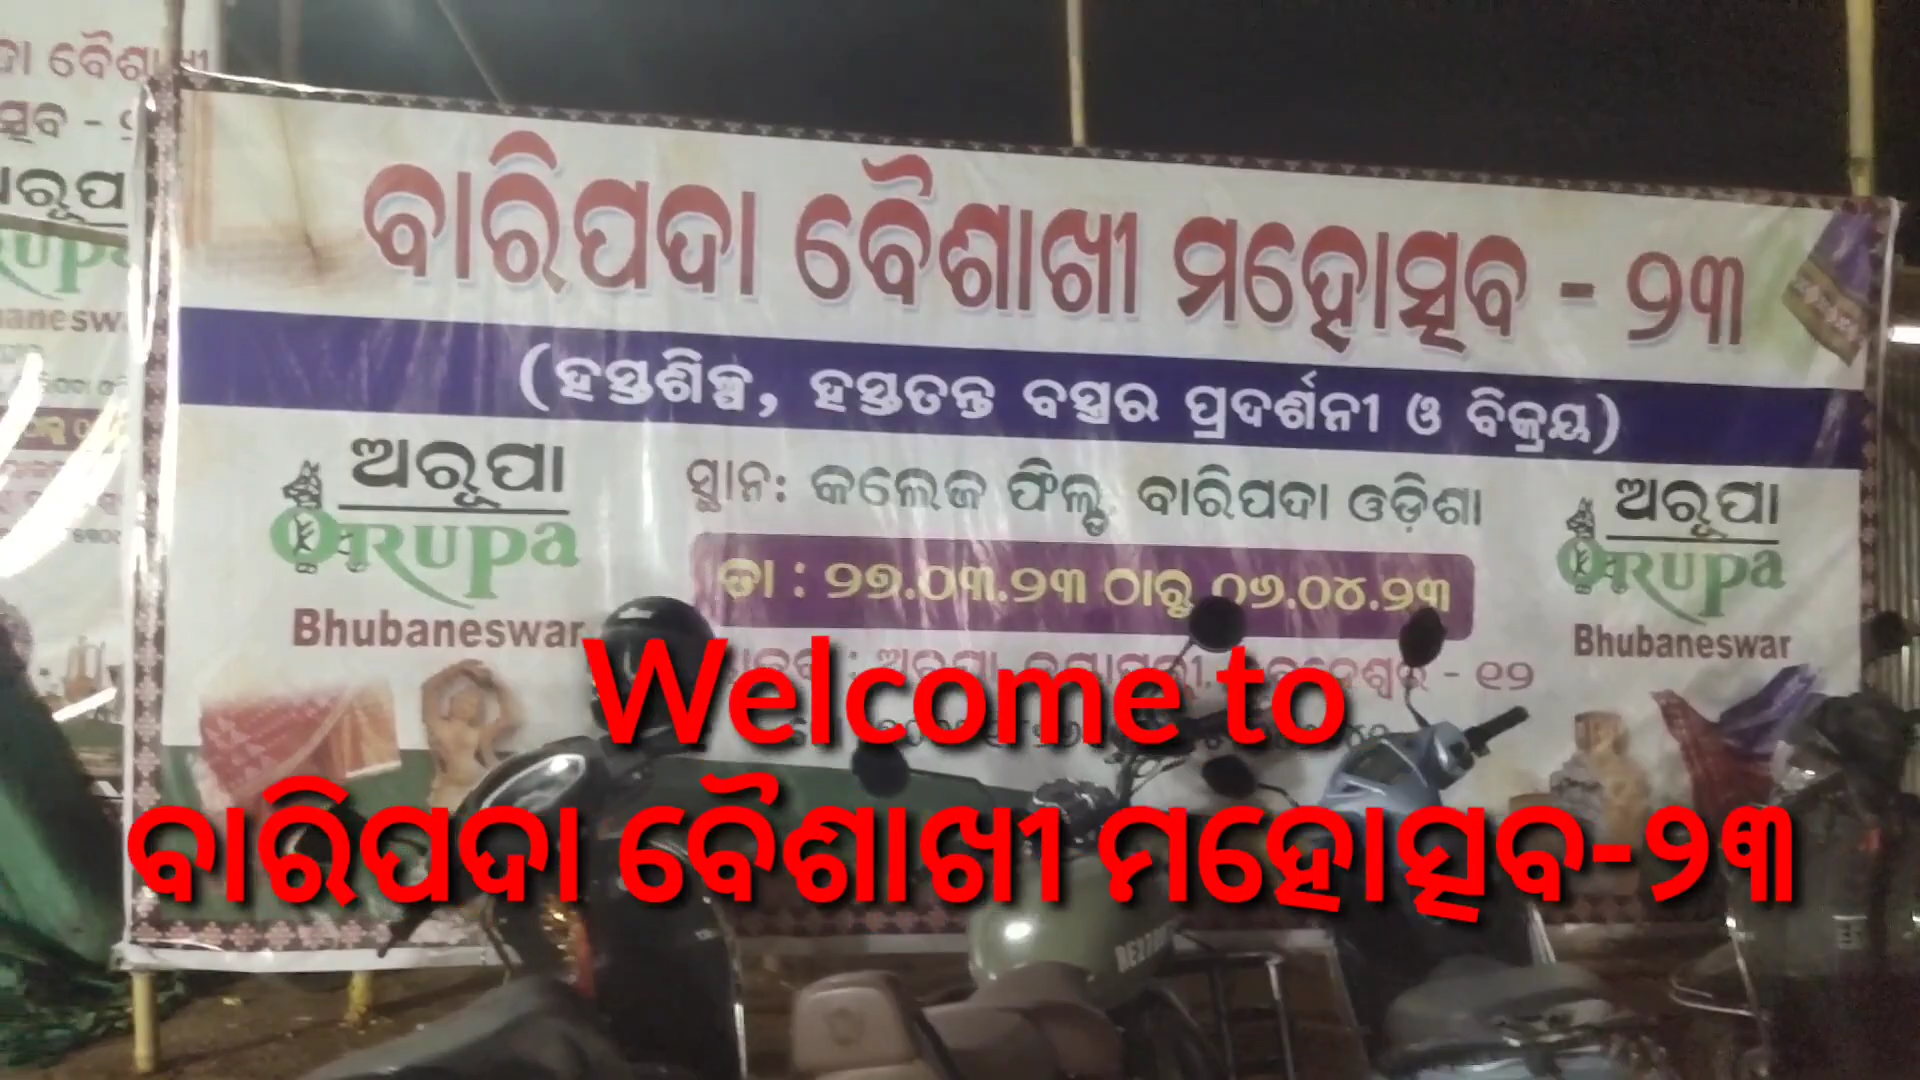 ବାରିପଦା ବୈଶାଖୀ ମହୋତ୍ସବ - ୨୩
(ହସ୍ତଶିଳ୍ପ, ହସ୍ତତନ୍ତ ବସ୍ତ୍ରର ପ୍ରଦର୍ଶନୀ ଓ ବିକ୍ରୟ)
ଅରୂପା
ORUPA
Bhubaneswar
ସ୍ଥାନ: କଲେଜ ଫିଲ୍ଡ, ବାରିପଦା ଓଡ଼ିଶା
ତା : ୨୭.୦୩.୨୩ ଠାରୁ ୦୬.୦୪.୨୩
ଅରୂପା
ORUPA
Bhubaneswar
Welcome to
ବାରିପଦା ବୈଶାଖୀ ମହୋତ୍ସବ-୨୩